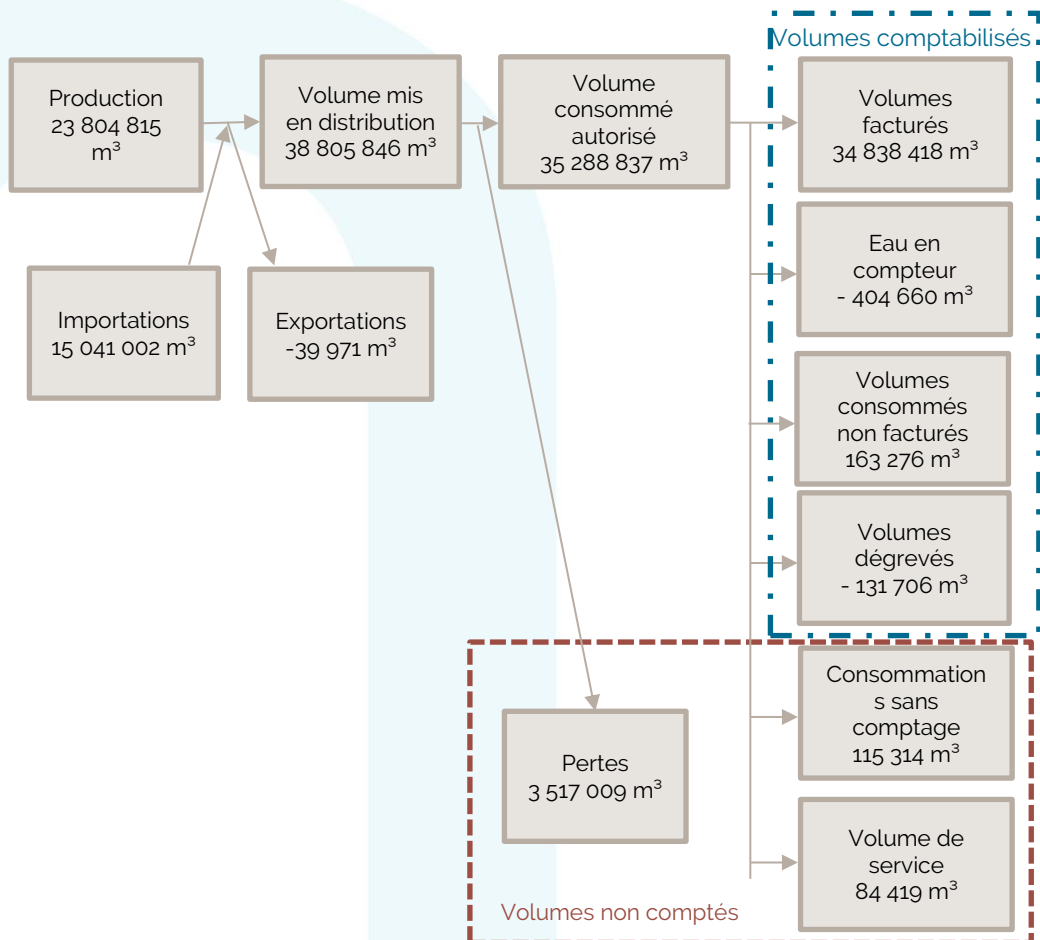 Volumes comptabilisés
Production
23 804 815
m³
Volume mis
en distribution
38 805 846 m³
Volume
consommé
autorisé
35 288 837 m³
Volumes
facturés
34 838 418 m³
Importations
15 041 002 m³
Exportations
-39 971 m³
Eau en
compteur
- 404 660 m³
Volumes
consommés
non facturés
163 276 m³
Volumes
dégrevés
- 131 706 m³
Pertes
3 517 009 m³
Consommation
s sans
comptage
115 314 m³
Volume de
service
84 419 m³
Volumes non comptés